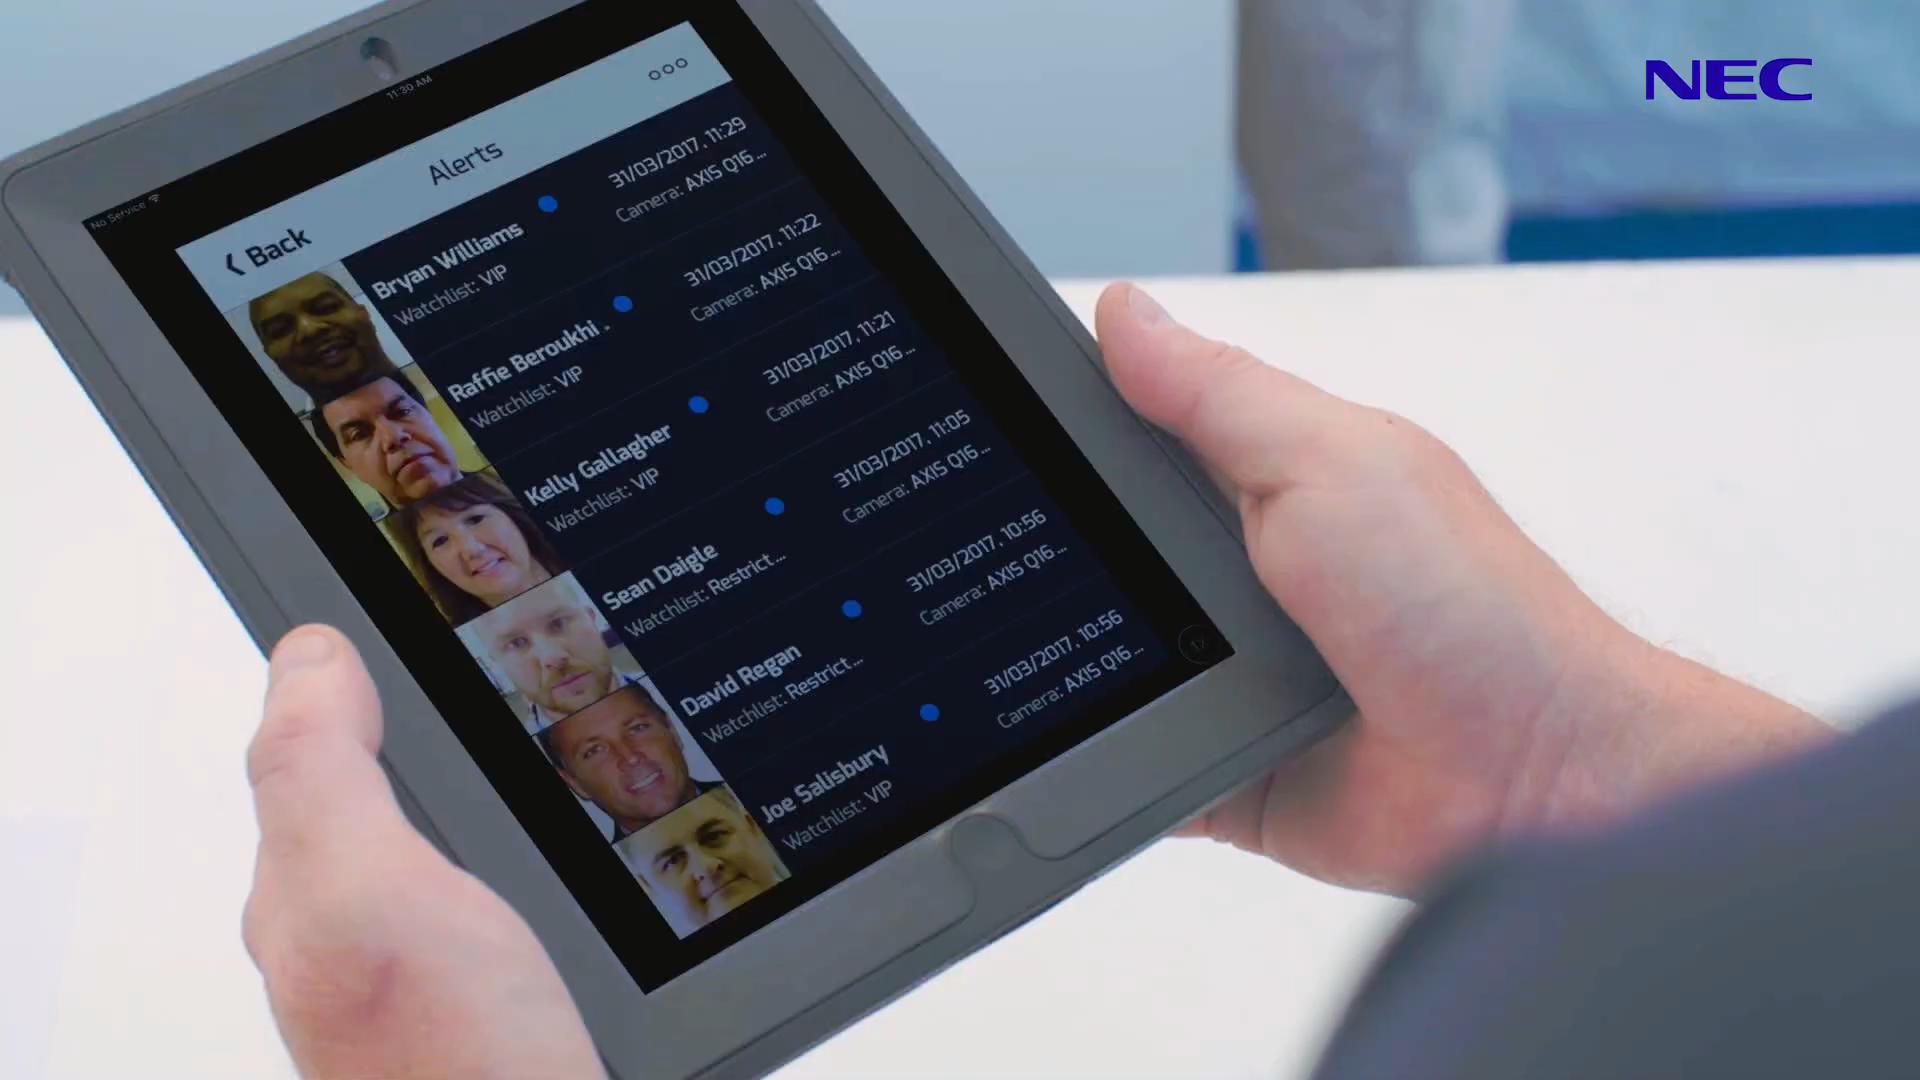 NEC
11:30 AM
No Service
Back
Alerts
Bryan Williams
Watchlist: VIP
31/03/2017, 11:29
Camera: AXIS Q16...
Raffie Beroukhi .
Watchlist: VIP
31/03/2017, 11:22
Camera: AXIS Q16...
Kelly Gallagher
Watchlist: VIP
31/03/2017, 11:21
Camera: AXIS Q16...
Sean Daigle
Watchlist: Restrict...
31/03/2017, 11:05
Camera: AXIS Q16...
David Regan
Watchlist: Restrict...
31/03/2017, 10:56
Camera: AXIS Q16...
Joe Salisbury
Watchlist: VIP
31/03/2017, 10:56
Camera: AXIS Q16...